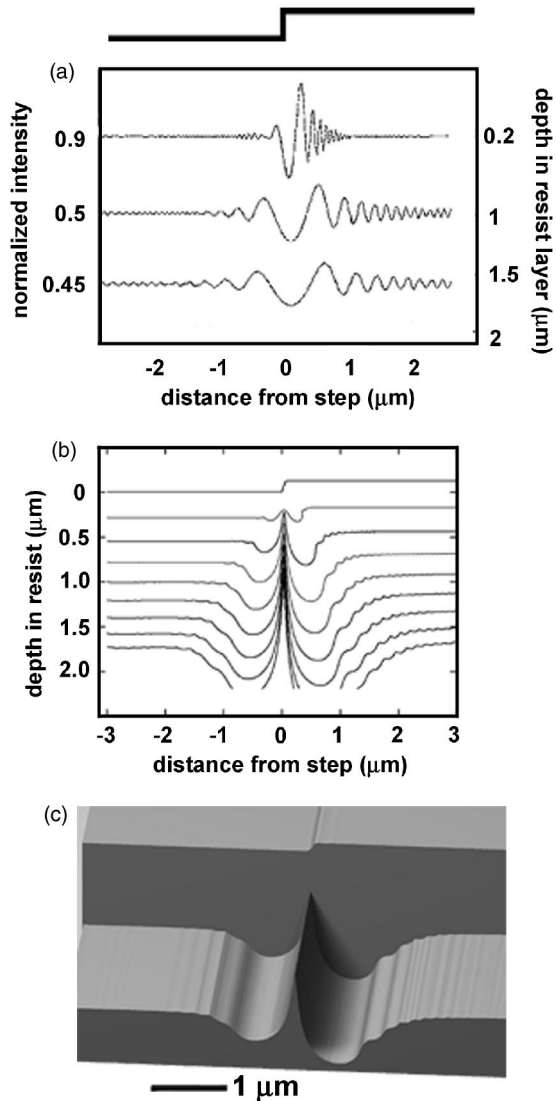 (a)
normalized intensity
0.9
0.5
0.45
0.2
1
1.5
2
depth in resist layer (μm)
-2 -1 0 1 2
distance from step (μm)
(b)
depth in resist (μm)
0
0.5
1.0
1.5
2.0
-3 -2 -1 0 1 2 3
distance from step (μm)
(c)
1 μm